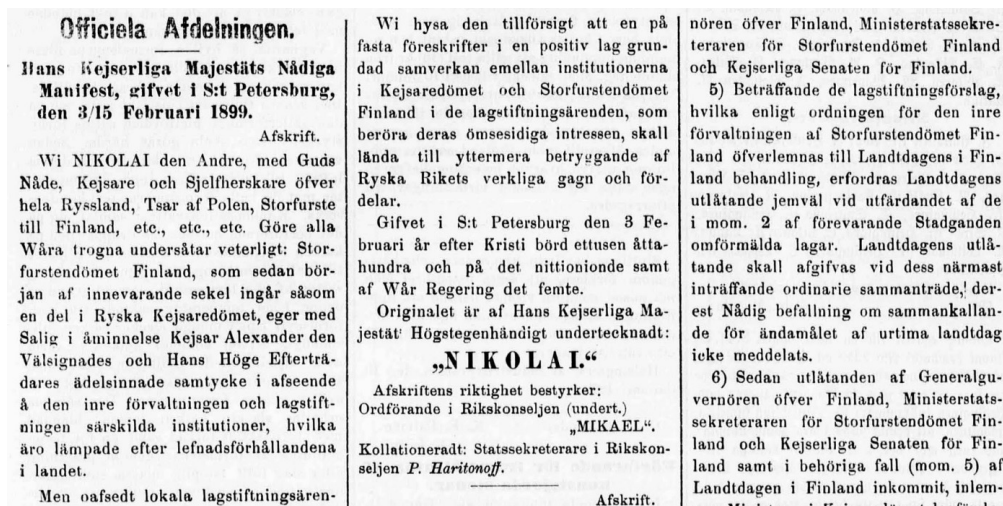 Officiela Afdelningen.
Hans Kejserliga Majestäts Nådiga
Manifest, gifvet i S:t Petersburg,
den 3/15 Februari 1899.
Afskrift.
Wi NIKOLAI den Andre, med Guds
Nåde, Kejsare och Sjelfherskare öfver
hela Ryssland, Tsar af Polen, Storfurste
till Finland, etc., etc., etc. Göre alla
Wåra trogna undersåtar veterligt: Stor-
furstendömet Finland, som sedan bör-
jan af innevarande sekel ingår såsom
en del i Ryska Kejsaredömet, eger med
Salig i åminnelse Kejsar Alexander den
Välsignades och Hans Höge Efterträ-
dares ädelsinnade samtycke i afseende
å den inre förvaltningen och lagstift-
ningen särskilda institutioner, hvilka
äro lämpade efter lefnadsförhållandena
i landet.
Men oafsedt lokala lagstiftningsären-
Wi hysa den tillförsigt att en på
fasta föreskrifter i en positiv lag grun-
dad samverkan emellan institutionerna
i Kejsaredömet och Storfurstendömet
Finland i de lagstiftningsärenden, som
beröra deras ömsesidiga intressen, skall
lända till yttermera betryggande af
Ryska Rikets verkliga gagn och för-
delar.
Gifvet i S:t Petersburg den 3 Fe-
bruari år efter Kristi börd ettusen åtta-
hundra och på det nittionionde samt
af Wår Regering det femte.
Originalet är af Hans Kejserliga Ma-
jestät' Högstegenhändigt undertecknadt:
„NIKOLAI.“
Afskriftens riktighet bestyrker:
Ordförande i Rikskonseljen (undert.)
„MIKAEL“.
Kollationeradt: Statssekreterare i Rikskon-
seljen P. Haritonoff.
Afskrift.
nören öfver Finland, Ministerstatssekre-
teraren för Storfurstendömet Finland
och Kejserliga Senaten för Finland.
5) Beträffande de lagstiftningsförslag,
hvilka enligt ordningen för den inre
förvaltningen af Storfurstendömet Fin-
land öfverlemnas till Landtdagens i Fin-
land behandling, erfordras Landtdagens
utlåtande jemväl vid utfärdandet af de
i mom. 2 af förevarande Stadganden
omförmälda lagar. Laudtdagens utlå-
tande skall afgifvas vid dess närmast
inträffande ordinarie sammanträde,' der-
est Nådig befallning om sammankallan-
de för ändamålet af urtima landtdag
icke meddelats.
6) Sedan utlåtanden af Generalgu-
vernören öfver Finland, Ministerstats-
sekreteraren för Storfurstendömet Fin-
land och Kejserliga Senaten för Fin-
land samt i behöriga fall (mom. 5) af
Landtdagen i Finland inkommit, inlem-